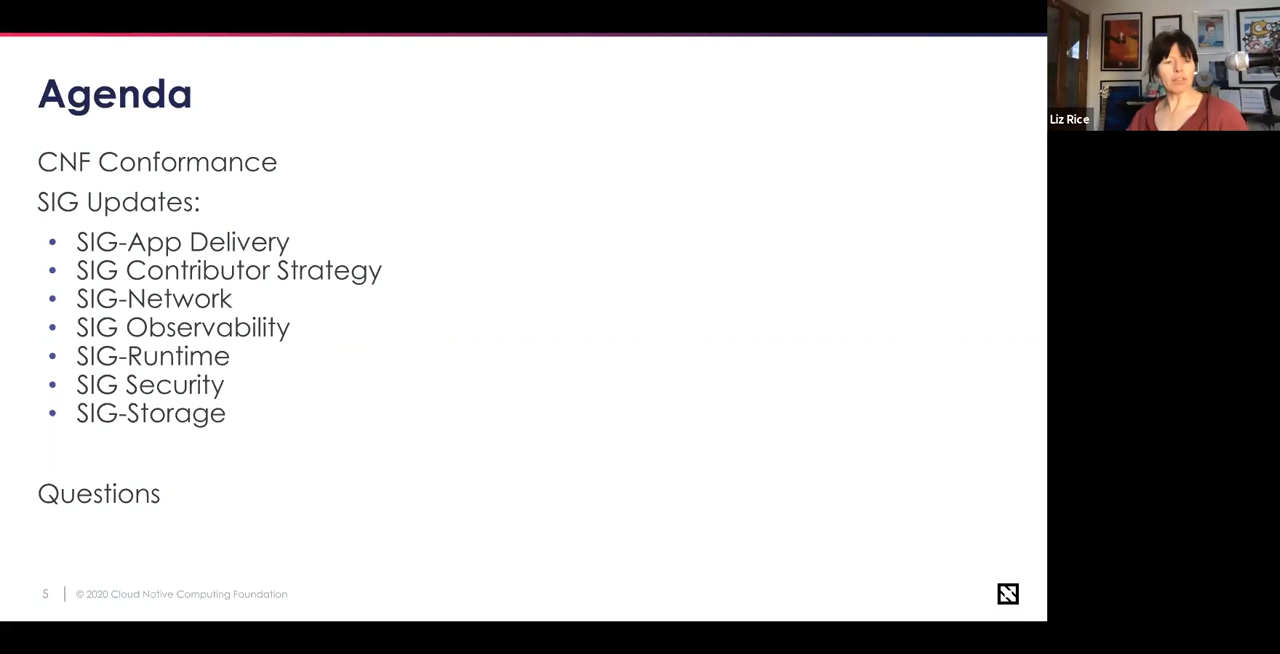 Agenda
CNF Conformance
SIG Updates:
• SIG-App Delivery
• SIG Contributor Strategy
• SIG-Network
• SIG Observability
• SIG-Runtime
• SIG Security
• SIG-Storage
Questions
5 | © 2020 Cloud Native Computing Foundation
Liz Rice